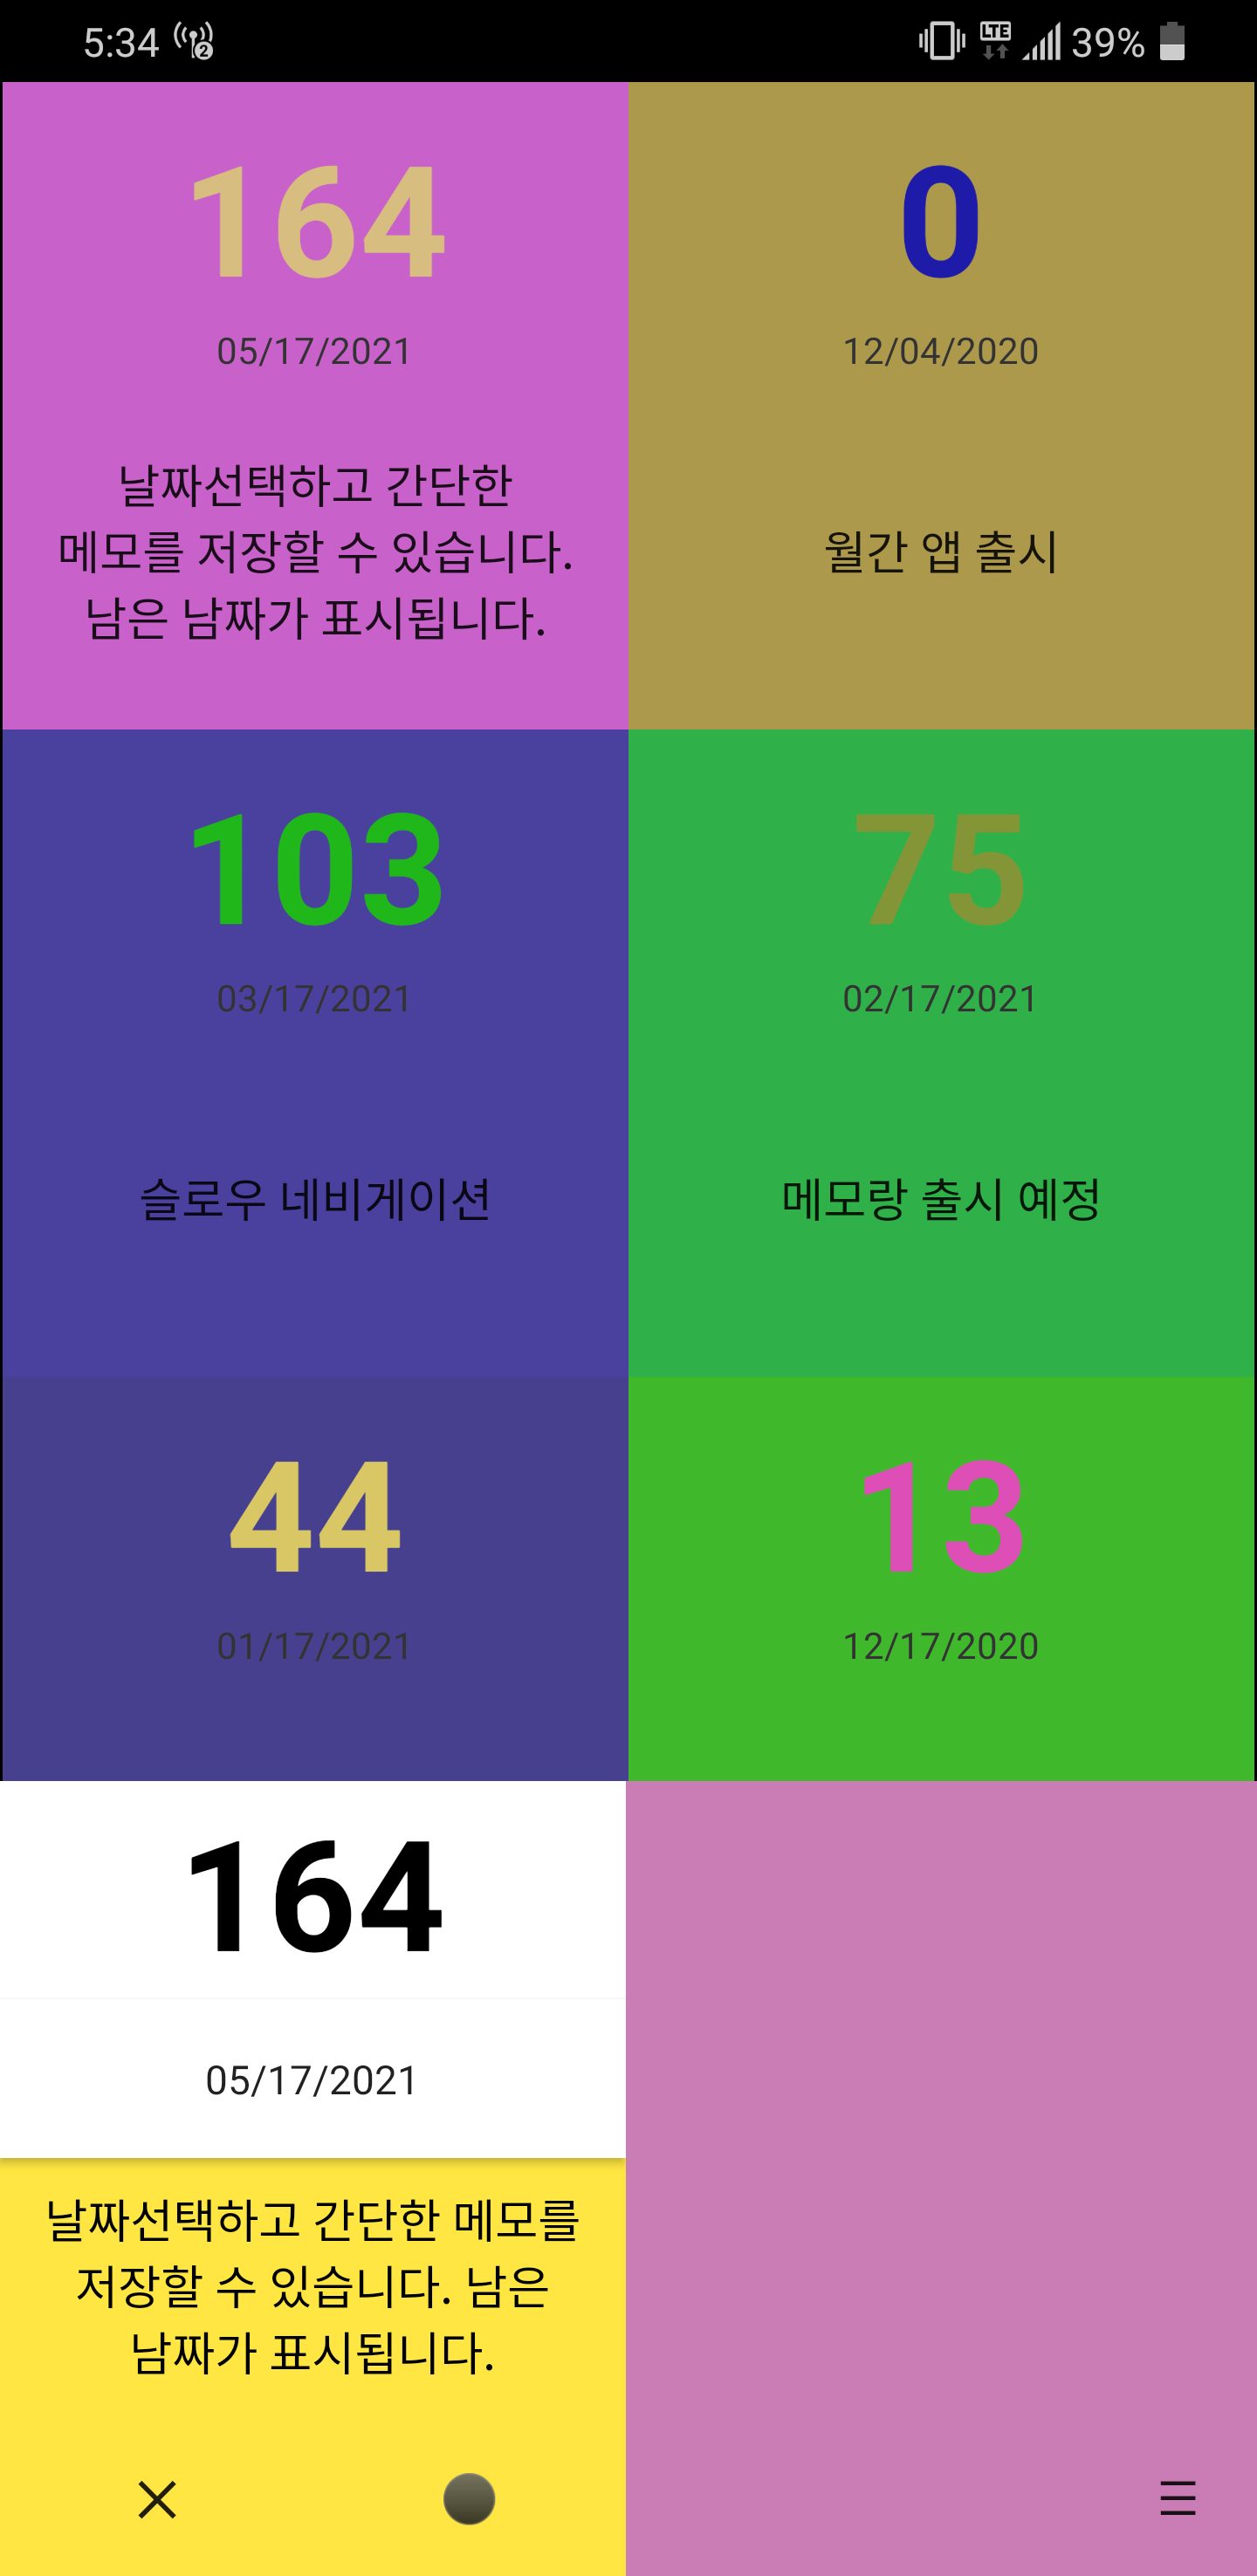 5:34 2 LTE 39%
164
05/17/2021
날짜선택하고 간단한
메모를 저장할 수 있습니다.
남은 남짜가 표시됩니다.
0
12/04/2020
월간 앱 출시
103
03/17/2021
슬로우 네비게이션
75
02/17/2021
메모랑 출시 예정
44
01/17/2021
13
12/17/2020
164
05/17/2021
날짜선택하고 간단한 메모를
저장할 수 있습니다. 남은
남짜가 표시됩니다.